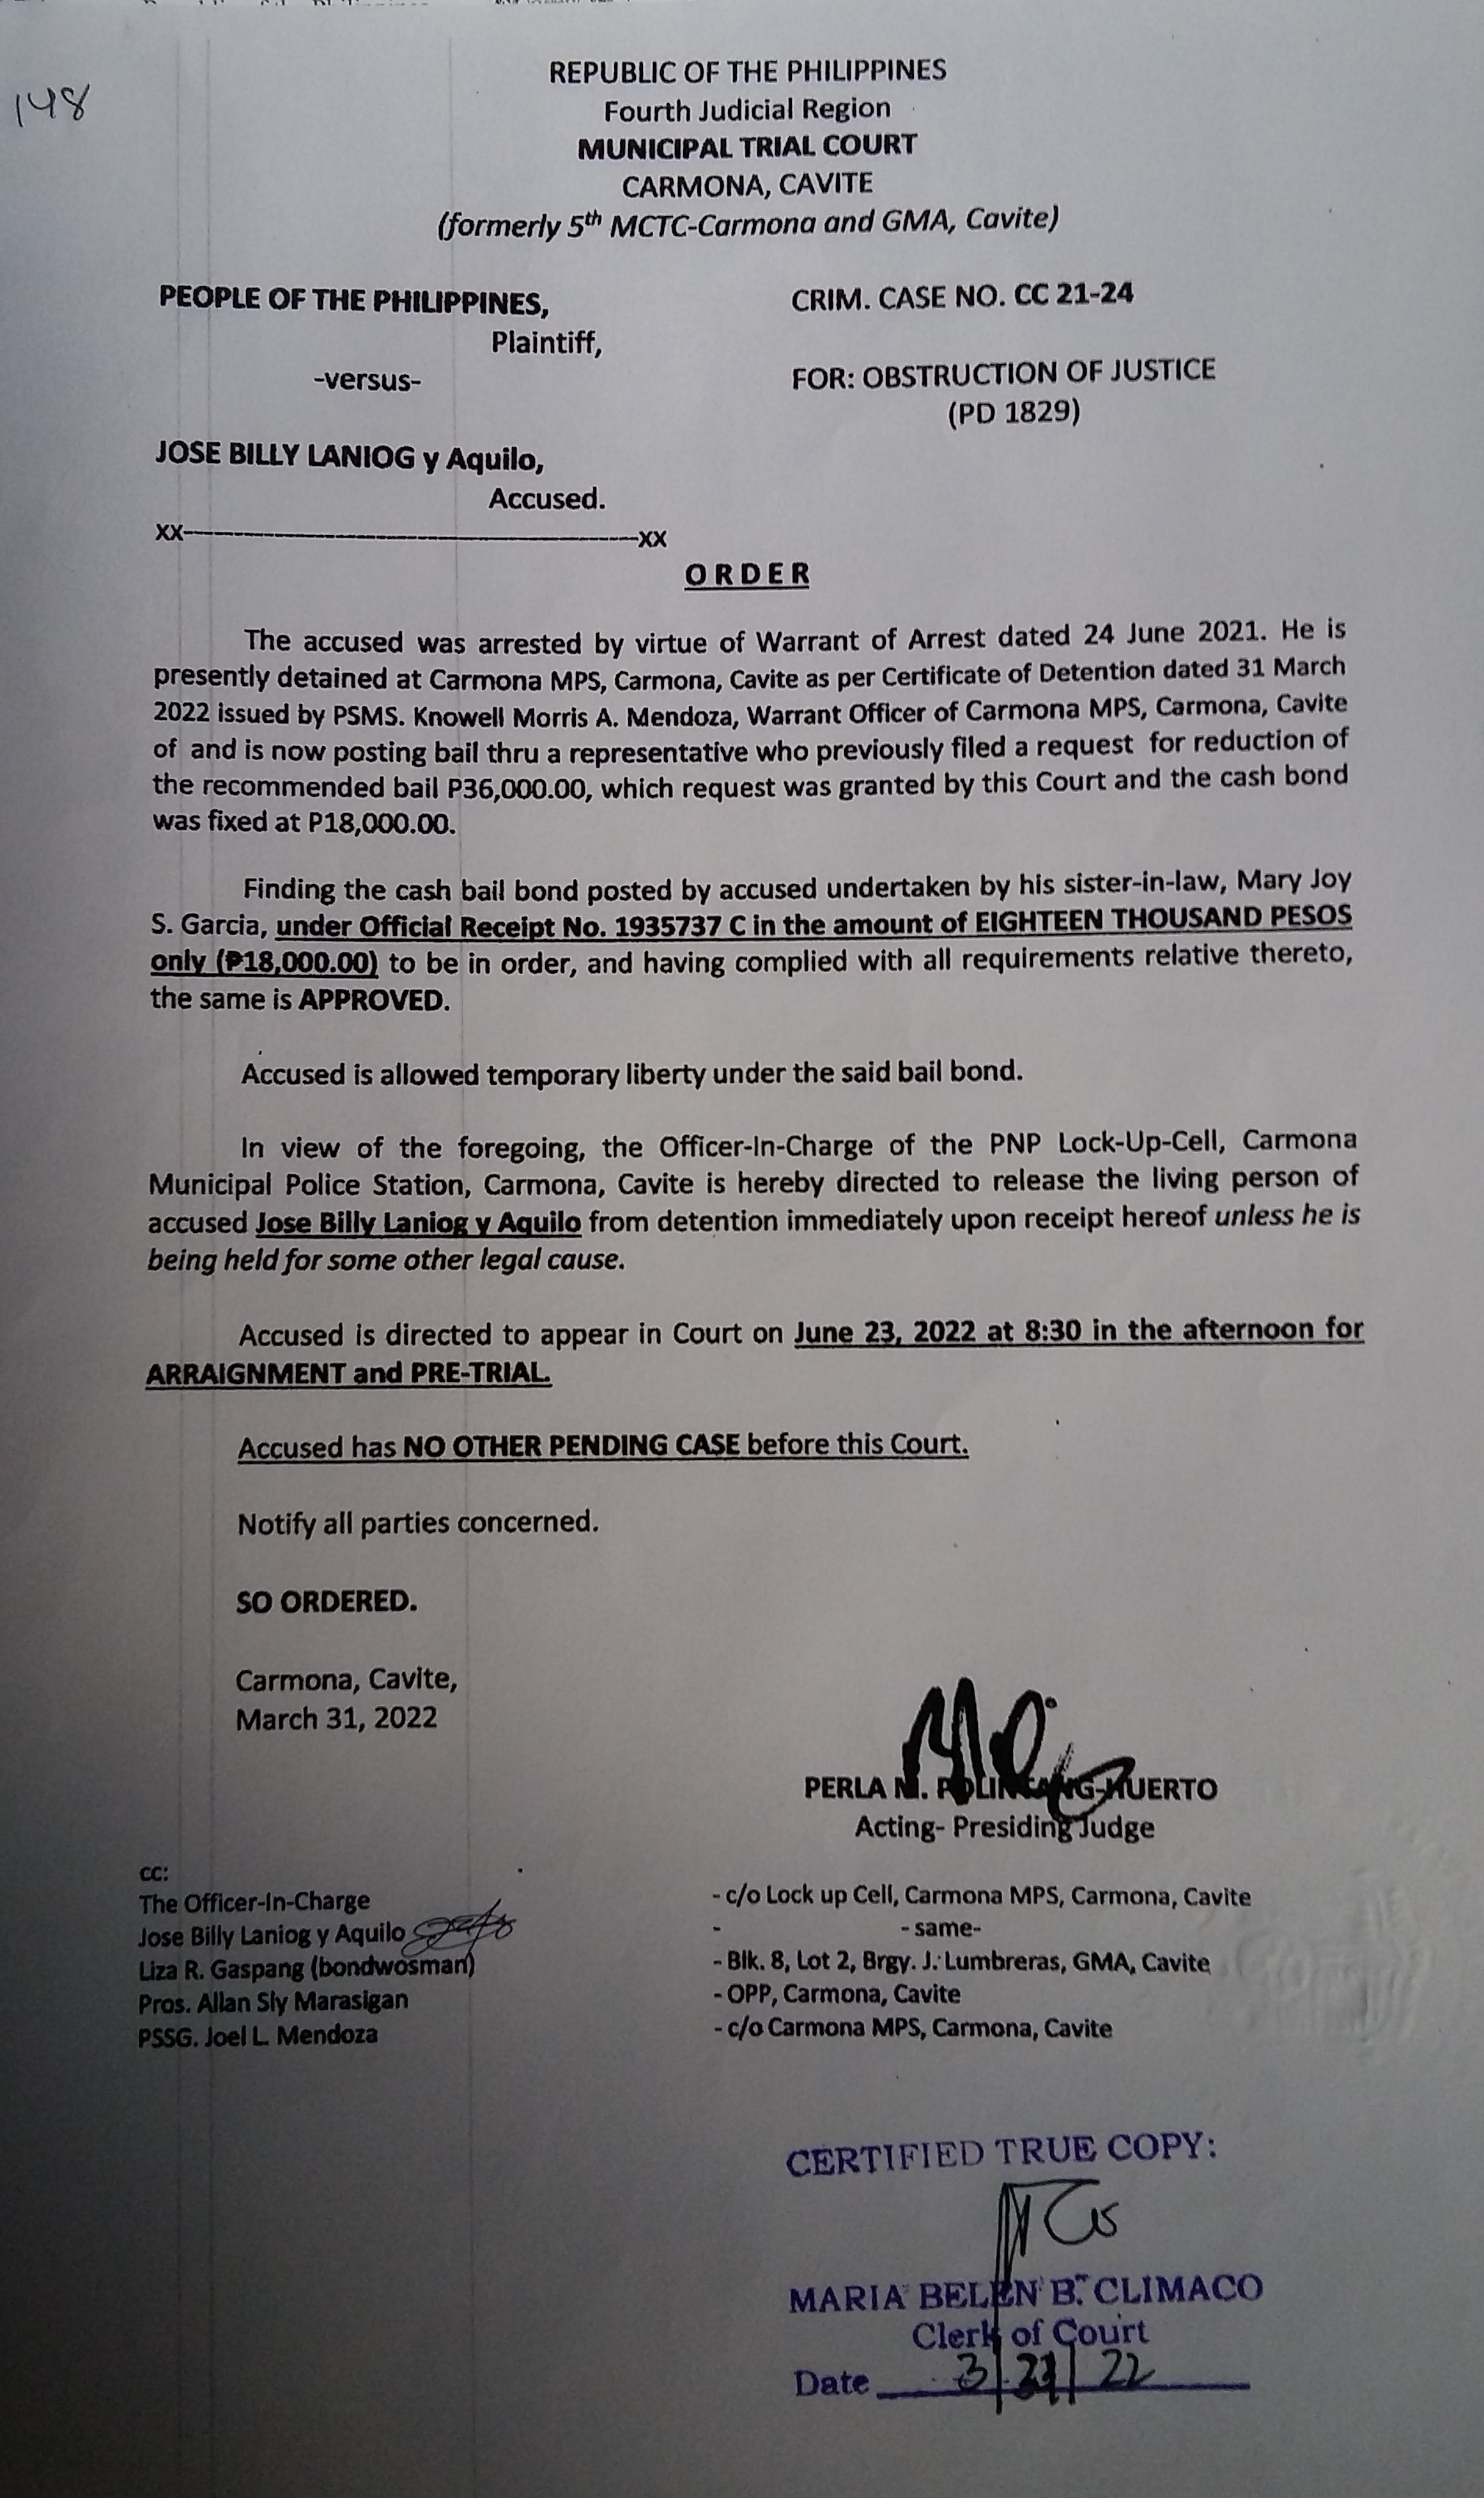 148
REPUBLIC OF THE PHILIPPINES
Fourth Judicial Region
MUNICIPAL TRIAL COURT
CARMONA, CAVITE
(formerly 5th MCTC-Carmona and GMA, Cavite)
PEOPLE OF THE PHILIPPINES, CRIM. CASE NO. CC 21-24
Plaintiff,
-versus- FOR: OBSTRUCTION OF JUSTICE
(PD 1829)
JOSE BILLY LANIOG y Aquilo,
Accused.
XX----------------------------------------XX
ORDER
The accused was arrested by virtue of Warrant of Arrest dated 24 June 2021. He is
presently detained at Carmona MPS, Carmona, Cavite as per Certificate of Detention dated 31 March
2022 issued by PSMS. Knowell Morris A. Mendoza, Warrant Officer of Carmona MPS, Carmona, Cavite
of and is now posting bail thru a representative who previously filed a request for reduction of
the recommended bail P36,000.00, which request was granted by this Court and the cash bond
was fixed at P18,000.00.
Finding the cash bail bond posted by accused undertaken by his sister-in-law, Mary Joy
S. Garcia, under Official Receipt No. 1935737 C in the amount of EIGHTEEN THOUSAND PESOS
only (₱18,000.00) to be in order, and having complied with all requirements relative thereto,
the same is APPROVED.
Accused is allowed temporary liberty under the said bail bond.
In view of the foregoing, the Officer-In-Charge of the PNP Lock-Up-Cell, Carmona
Municipal Police Station, Carmona, Cavite is hereby directed to release the living person of
accused Jose Billy Laniog y Aquilo from detention immediately upon receipt hereof unless he is
being held for some other legal cause.
Accused is directed to appear in Court on June 23, 2022 at 8:30 in the afternoon for
ARRAIGNMENT and PRE-TRIAL.
Accused has NO OTHER PENDING CASE before this Court.
Notify all parties concerned.
SO ORDERED.
Carmona, Cavite,
March 31, 2022
PERLA M. -HUERTO
Acting- Presiding Judge
cc:
The Officer-In-Charge - c/o Lock up Cell, Carmona MPS, Carmona, Cavite
Jose Billy Laniog y Aquilo - -same-
Liza R. Gaspang (bondwosman) - Blk. 8, Lot 2, Brgy. J. Lumbreras, GMA, Cavite
Pros. Allan Sly Marasigan - OPP, Carmona, Cavite
PSSG. Joel L. Mendoza - c/o Carmona MPS, Carmona, Cavite
CERTIFIED TRUE COPY:
MARIA BELEN B. CLIMACO
Clerk of Court
Date 3/ /22